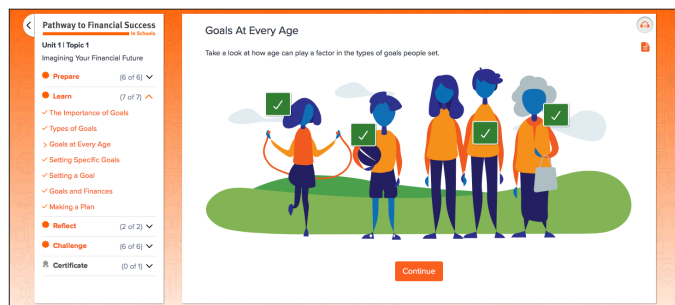 Pathway to Financial Success
in Schools
Unit 1 | Topic 1
Imagining Your Financial Future
Prepare (6 of 6)
Learn (7 of 7)
The Importance of Goals
Types of Goals
Goals at Every Age
Setting Specific Goals
Setting a Goal
Goals and Finances
Making a Plan
Reflect (2 of 2)
Challenge (6 of 6)
Certificate (0 of 1)
Goals At Every Age
Take a look at how age can play a factor in the types of goals people set.
Continue